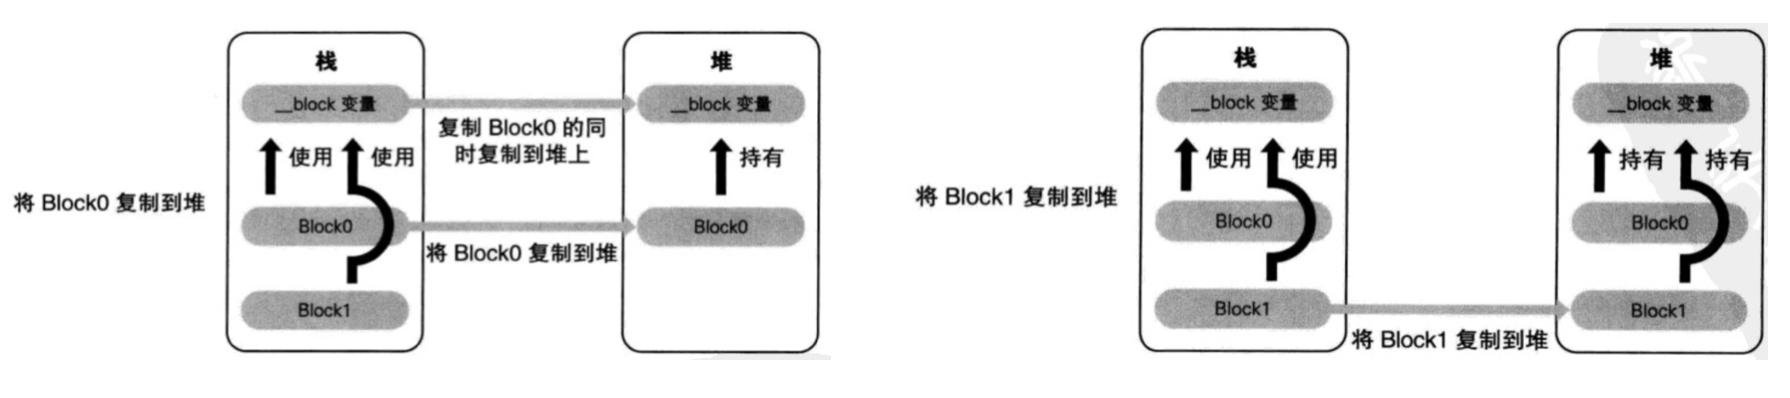 将 Block0 复制到堆
栈
__block 变量
使用
使用
Block0
Block1
复制 Block0 的同
时复制到堆上
将 Block0 复制到堆
堆
__block 变量
持有
Block0
将 Block1 复制到堆
栈
__block 变量
使用
使用
Block0
Block1
将 Block1 复制到堆
堆
__block 变量
持有
持有
Block0
Block1